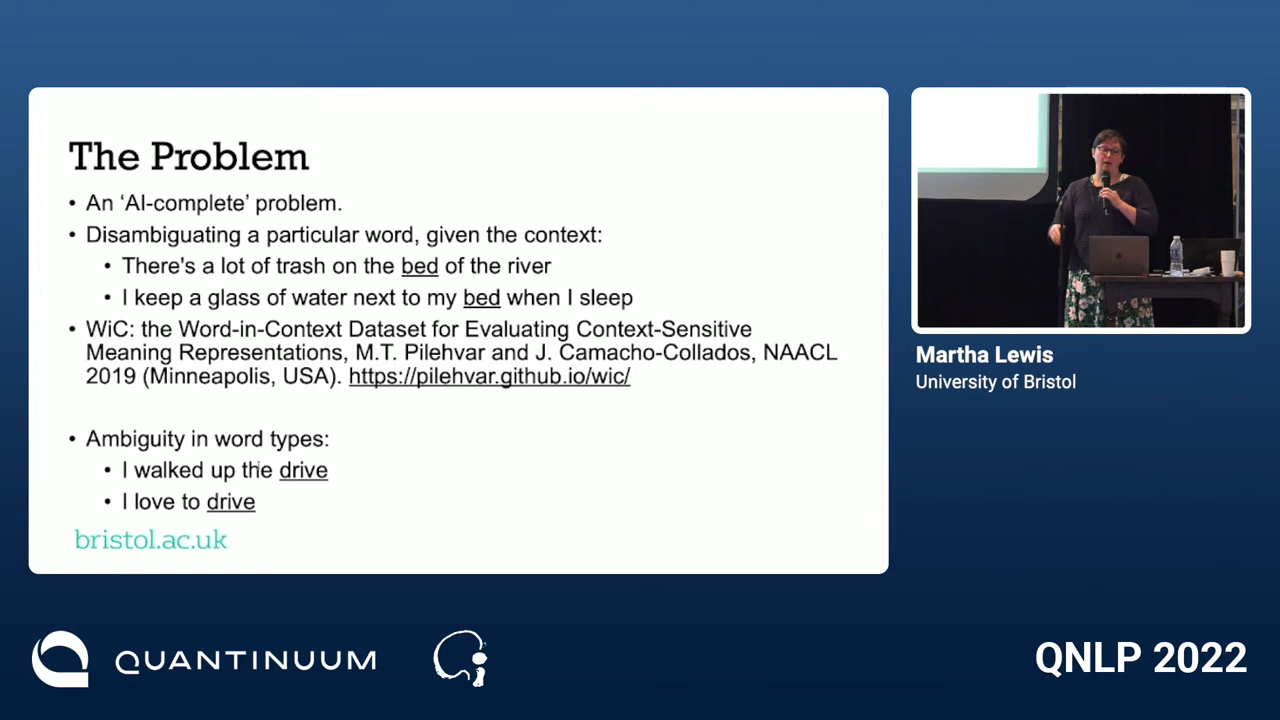 The Problem
• An ‘AI-complete’ problem.
• Disambiguating a particular word, given the context:
• There's a lot of trash on the bed of the river
• I keep a glass of water next to my bed when I sleep
• WiC: the Word-in-Context Dataset for Evaluating Context-Sensitive
Meaning Representations, M.T. Pilehvar and J. Camacho-Collados, NAACL
2019 (Minneapolis, USA). https://pilehvar.github.io/wic/
• Ambiguity in word types:
• I walked up the drive
• I love to drive
bristol.ac.uk
Martha Lewis
University of Bristol
QUANTINUUM
QNLP 2022